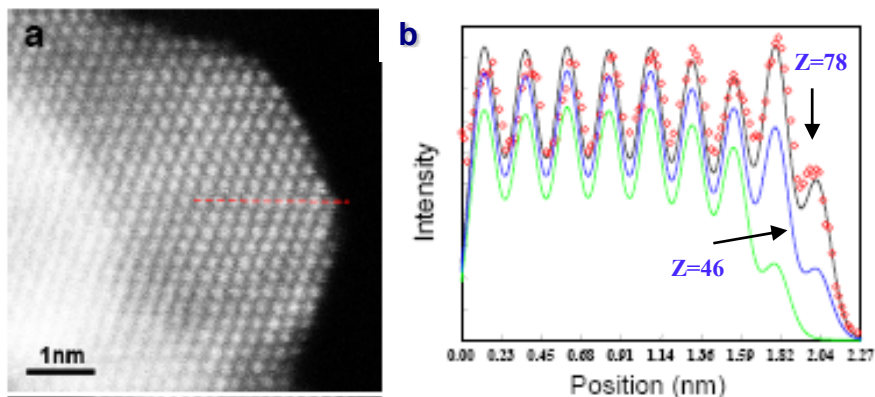 a
1nm
b
Z=78
Z=46
Intensity
0.00 0.23 0.45 0.68 0.91 1.14 1.36 1.59 1.82 2.04 2.27
Position (nm)